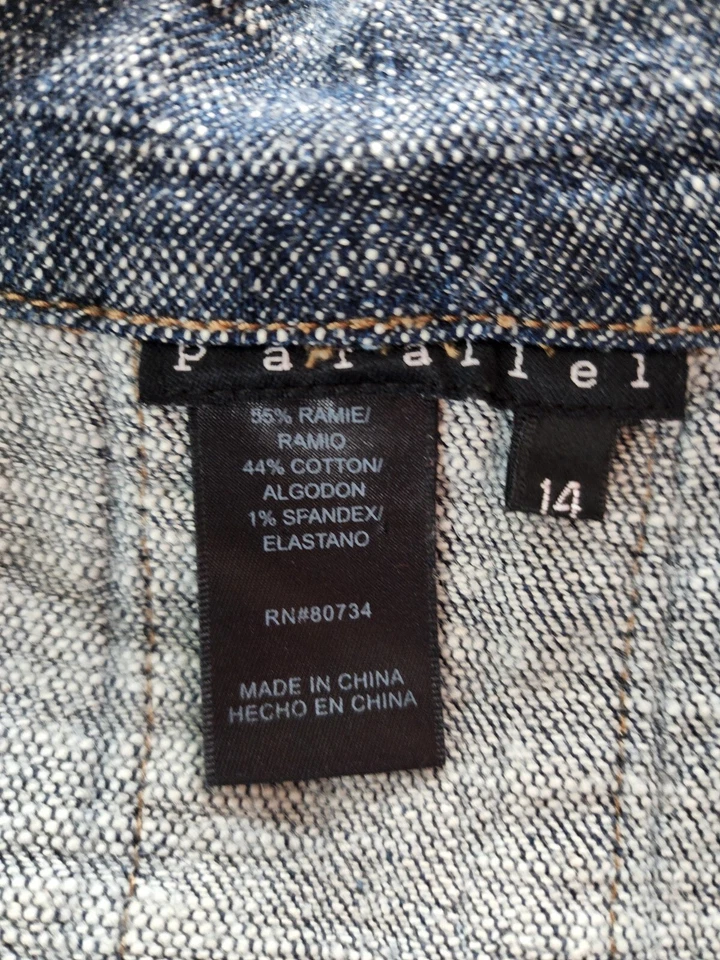 Parallel
55% RAMIE/
RAMIO
44% COTTON/
ALGODON
1% SPANDEX/
ELASTANO
RN#80734
MADE IN CHINA
HECHO EN CHINA
14